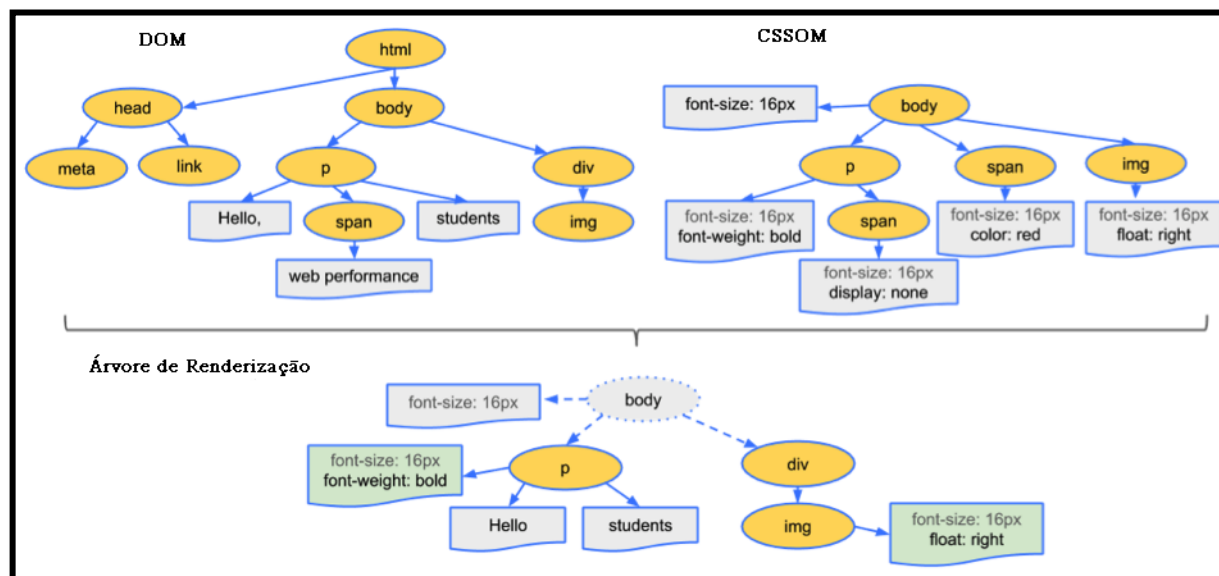 DOM
html
head
body
meta
link
p
div
Hello,
span
students
img
web performance
CSSOM
font-size: 16px
body
p
span
img
font-size: 16px
font-weight: bold
span
font-size: 16px
color: red
font-size: 16px
float: right
font-size: 16px
display: none
Árvore de Renderização
font-size: 16px
body
font-size: 16px
font-weight: bold
p
div
Hello
students
img
font-size: 16px
float: right